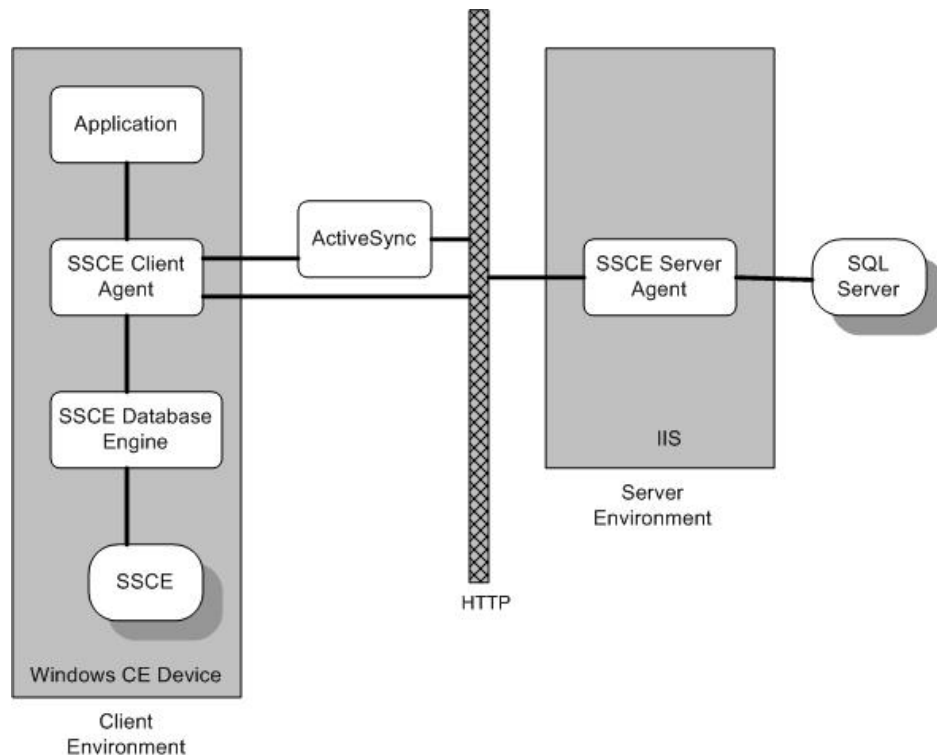 Application
SSCE Client
Agent
ActiveSync
SSCE Database
Engine
SSCE
Windows CE Device
Client
Environment
HTTP
SSCE Server
Agent
IIS
Server
Environment
SQL
Server